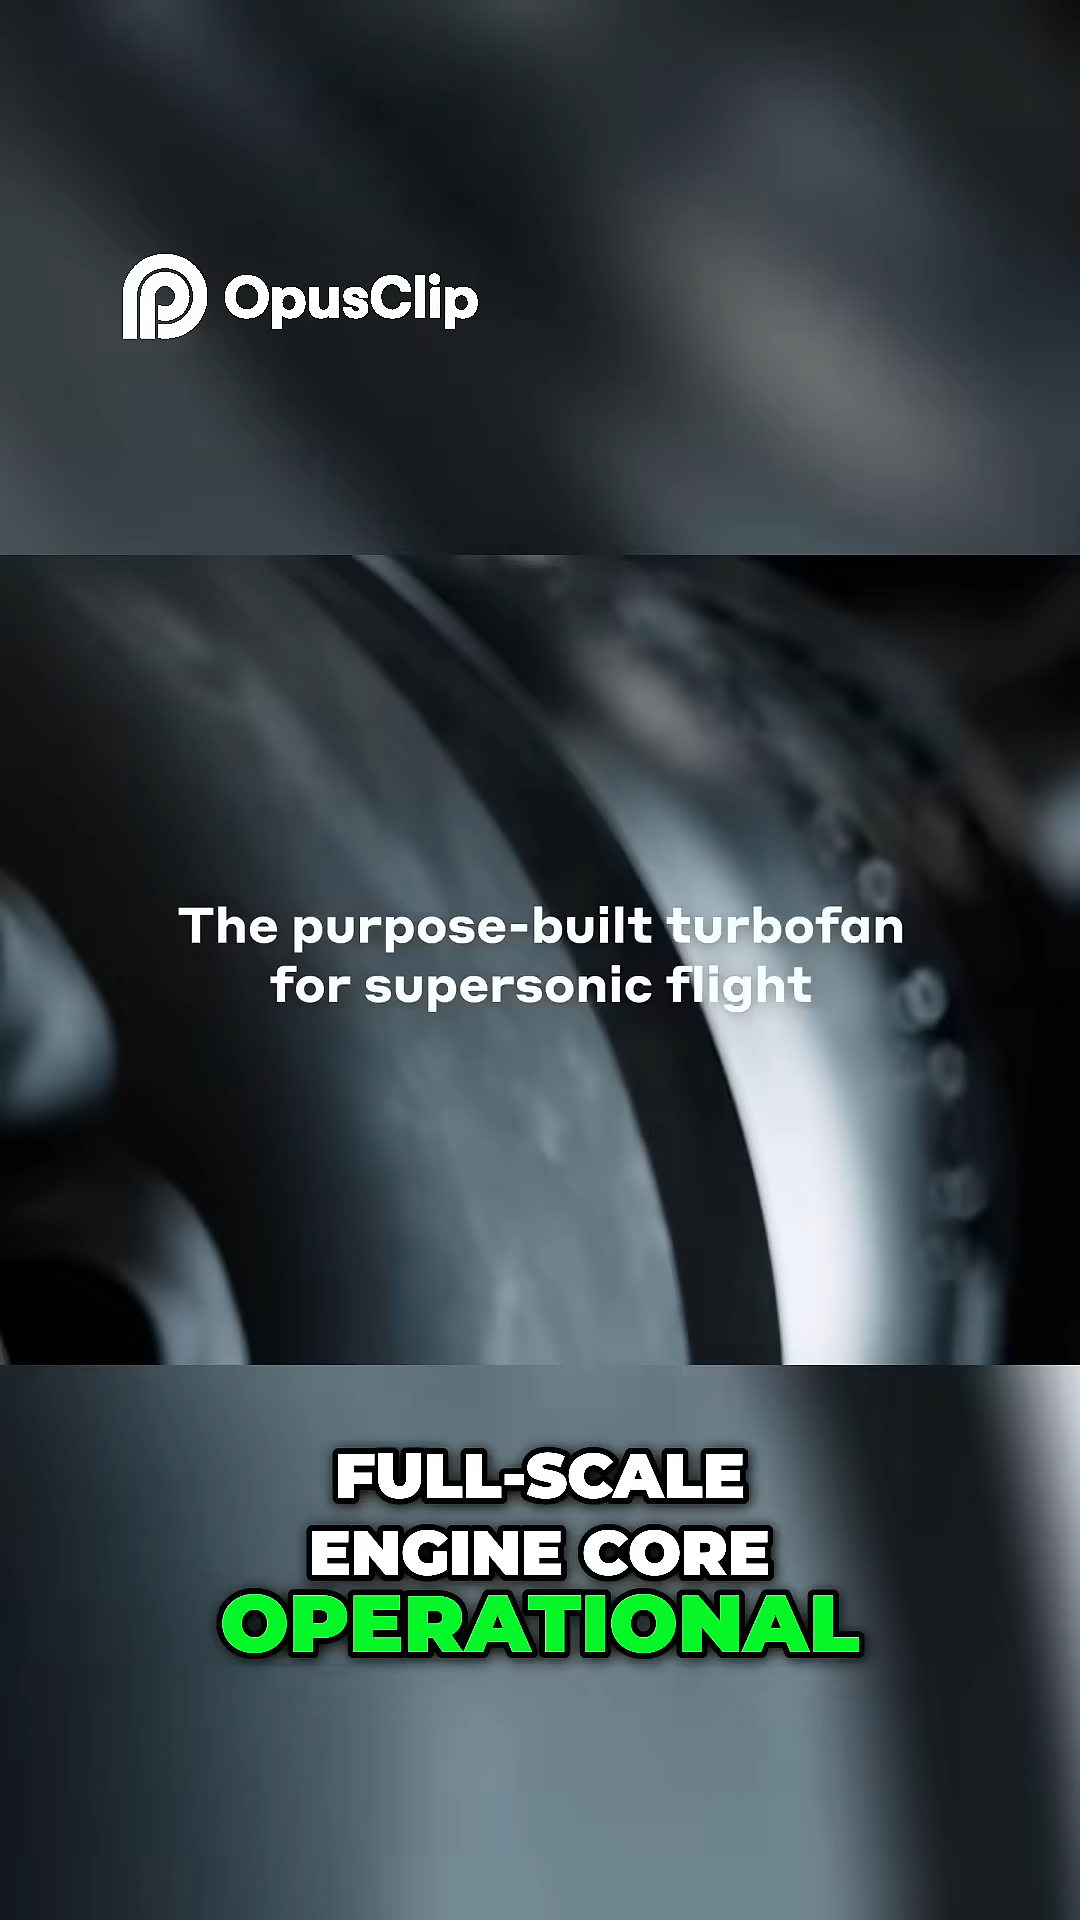 OpusClip
The purpose-built turbofan
for supersonic flight
FULL-SCALE
ENGINE CORE
OPERATIONAL